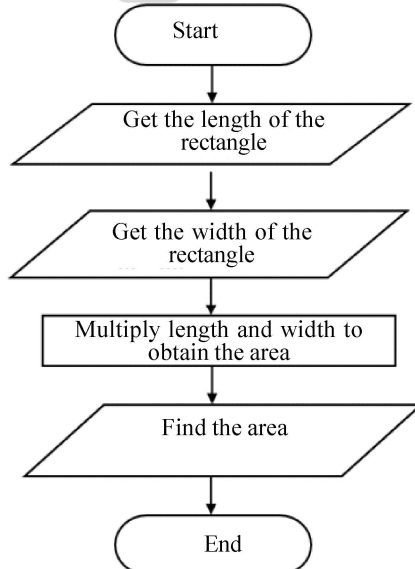 Start
Get the length of the
rectangle
Get the width of the
rectangle
Multiply length and width to
obtain the area
Find the area
End